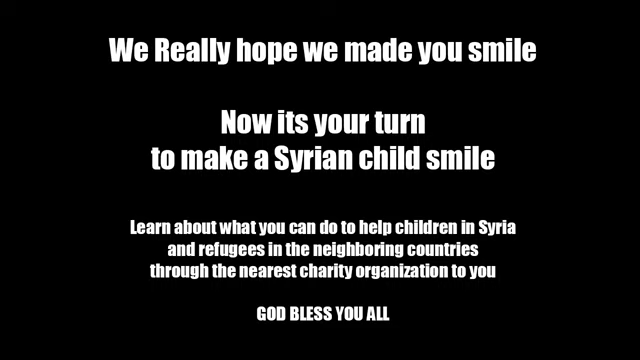 We Really hope we made you smile
Now its your turn
to make a Syrian child smile
Learn about what you can do to help children in Syria
and refugees in the neighboring countries
through the nearest charity organization to you
GOD BLESS YOU ALL